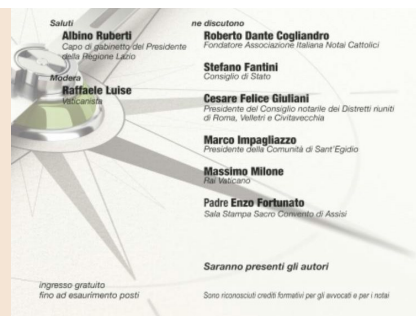 Saluti
Albino Ruberti
Capo di gabinetto del Presidente
della Regione Lazio
Modera
Raffaele Luise
Vaticanista
ne discutono
Roberto Dante Cogliandro
Fondatore Associazione Italiana Notai Cattolici
Stefano Fantini
Consiglio di Stato
Cesare Felice Giuliani
Presidente del Consiglio notarile dei Distretti riuniti
di Roma, Velletri e Civitavecchia
Marco Impagliazzo
Presidente della Comunità di Sant'Egidio
Massimo Milone
Rai Vaticano
Padre Enzo Fortunato
Sala Stampa Sacro Convento di Assisi
Saranno presenti gli autori
ingresso gratuito
fino ad esaurimento posti
Sono riconosciuti crediti formativi per gli avvocati e per i notai